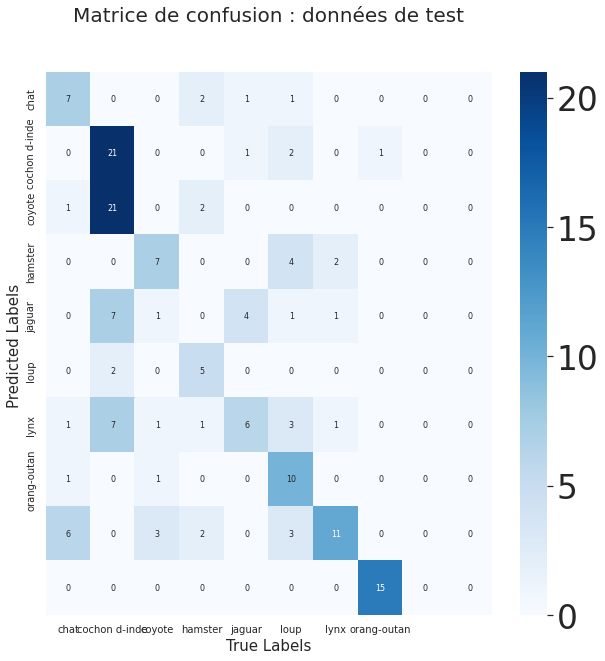 Matrice de confusion : données de test
chat
7 0 0 2 1 1 0 0 0 0
cochon d-inde
0 21 0 0 1 2 0 1 0 0
coyote
1 21 0 2 0 0 0 0 0 0
hamster
0 0 7 0 0 4 2 0 0 0
jaguar
0 7 1 0 4 1 1 0 0 0
loup
0 2 0 5 0 0 0 0 0 0
lynx
1 7 1 1 6 3 1 0 0 0
orang-outan
1 0 1 0 0 10 0 0 0 0
6 0 3 2 0 3 11 0 0 0
0 0 0 0 0 0 0 15 0 0
Predicted Labels
chat cochon d-inde coyote hamster jaguar loup lynx orang-outan
True Labels
20
15
10
5
0